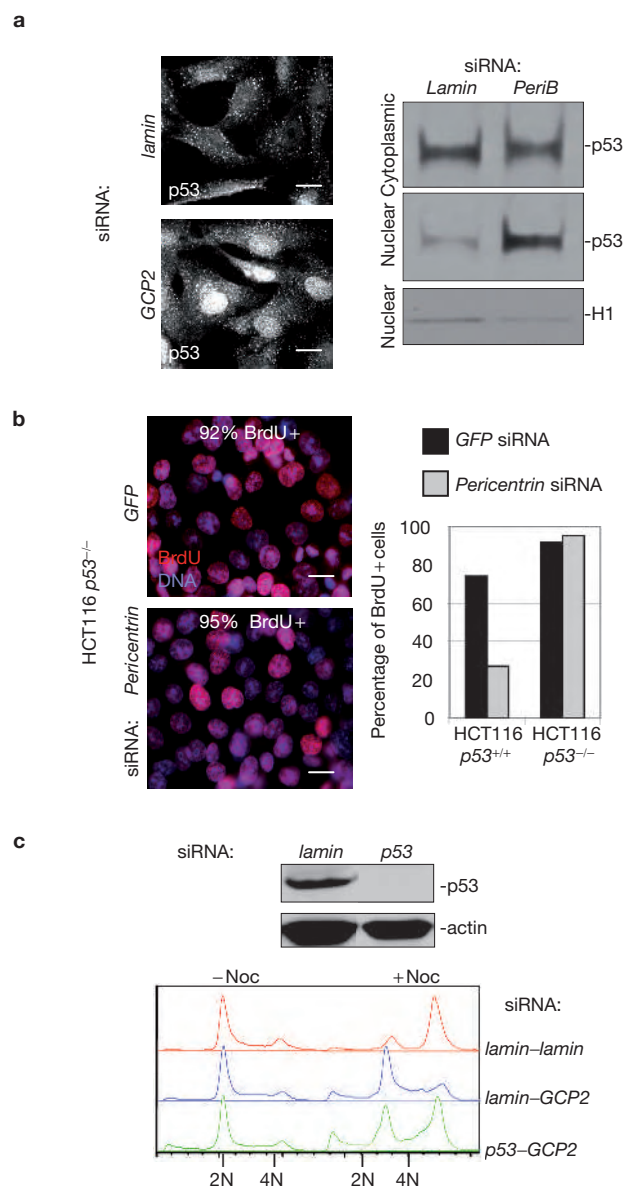 a
siRNA:
lamin
p53
GCP2
p53
siRNA:
Lamin PeriB
Cytoplasmic
-p53
Nuclear
-p53
Nuclear
-H1
b
HCT116 p53–/–
siRNA:
GFP
92% BrdU+
BrdU
DNA
Pericentrin
95% BrdU+
GFP siRNA
Pericentrin siRNA
Percentage of BrdU+ cells
100
80
60
40
20
0
HCT116 HCT116
p53+/+ p53–/–
c
siRNA: lamin p53
-p53
-actin
–Noc +Noc
siRNA:
lamin–lamin
lamin–GCP2
p53–GCP2
2N 4N 2N 4N